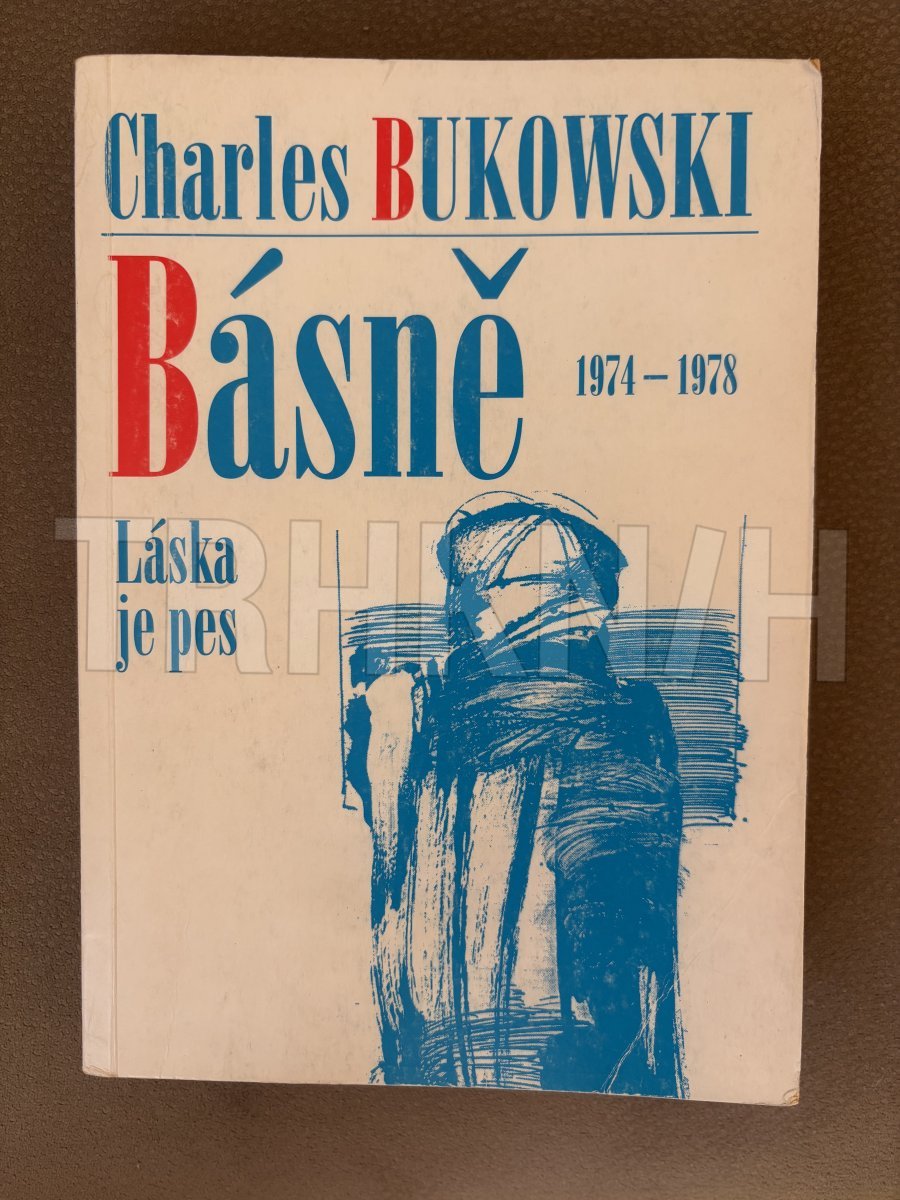 Charles BUKOWSKI
Básně
1974 – 1978
Láska
je pes
TRHKNIH